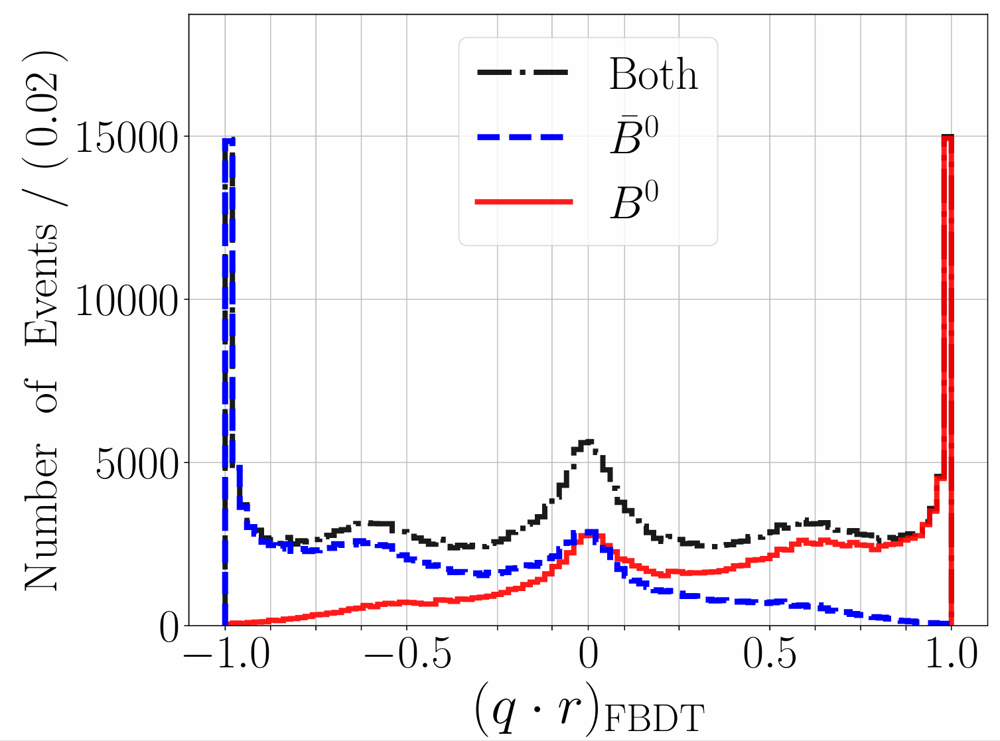 Number of Events / (0.02)
15000
10000
5000
0
Both
B̄⁰
B⁰
−1.0 −0.5 0 0.5 1.0
(q · r)FBDT